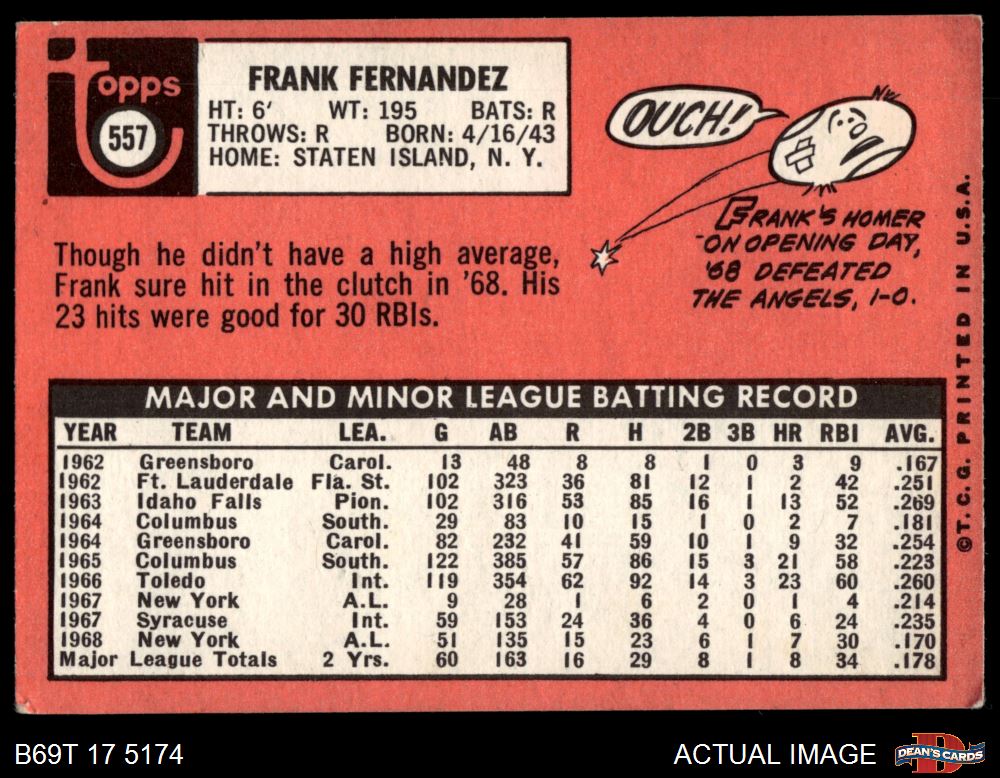 topps
557
FRANK FERNANDEZ
HT: 6' WT: 195 BATS: R
THROWS: R BORN: 4/16/43
HOME: STATEN ISLAND, N. Y.
OUCH!
FRANK'S HOMER
ON OPENING DAY,
'68 DEFEATED
THE ANGELS, 1-0.
Though he didn't have a high average,
Frank sure hit in the clutch in '68. His
23 hits were good for 30 RBIs.
MAJOR AND MINOR LEAGUE BATTING RECORD
YEAR TEAM LEA. G AB R H 2B 3B HR RBI AVG.
1962 Greensboro Carol. 13 48 8 8 1 0 3 9 .167
1962 Ft. Lauderdale Fla. St. 102 323 36 81 12 1 2 42 .251
1963 Idaho Falls Pion. 102 316 53 85 16 1 13 52 .269
1964 Columbus South. 29 83 10 15 1 0 2 7 .181
1964 Greensboro Carol. 82 232 41 59 10 1 9 32 .254
1965 Columbus South. 122 385 57 86 15 3 21 58 .223
1966 Toledo Int. 119 354 62 92 14 3 23 60 .260
1967 New York A.L. 9 28 1 6 2 0 1 4 .214
1967 Syracuse Int. 59 153 24 36 4 0 6 24 .235
1968 New York A.L. 51 135 15 23 6 1 7 30 .170
Major League Totals 2 Yrs. 60 163 16 29 8 1 8 34 .178
©T.C.G. PRINTED IN U.S.A.
B69T 17 5174
ACTUAL IMAGE
DEAN'S CARDS